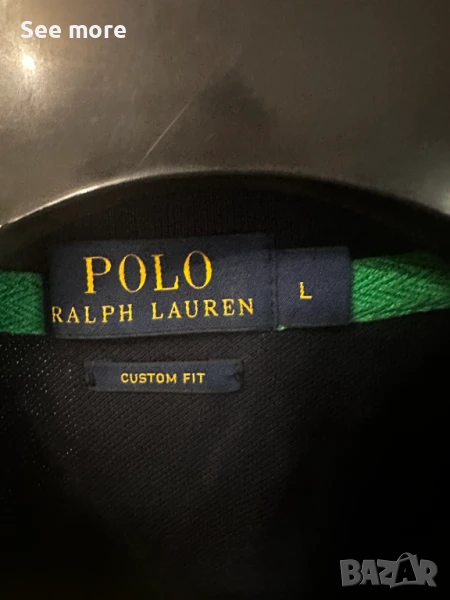 See more
POLO
RALPH LAUREN
L
CUSTOM FIT
BAZAR